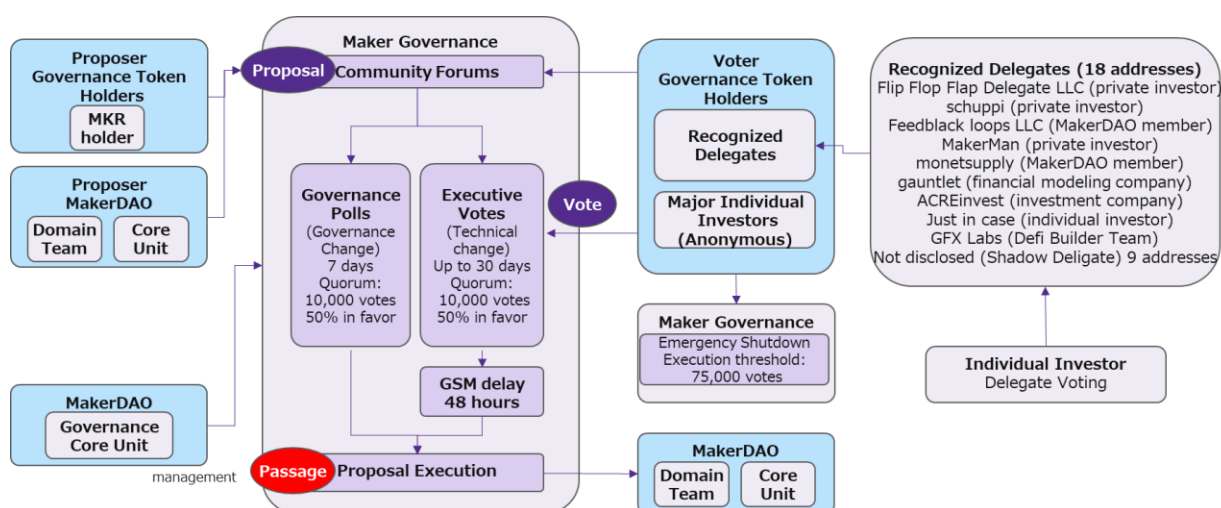 Proposer
Governance Token
Holders
MKR
holder
Proposer
MakerDAO
Domain
Team
Core
Unit
MakerDAO
Governance
Core Unit
management
Maker Governance
Proposal
Community Forums
Governance
Polls
(Governance
Change)
7 days
Quorum:
10,000 votes
50% in favor
Executive
Votes
(Technical
change)
Up to 30 days
Quorum:
10,000 votes
50% in favor
GSM delay
48 hours
Passage
Proposal Execution
Vote
Voter
Governance Token
Holders
Recognized
Delegates
Major Individual
Investors
(Anonymous)
Maker Governance
Emergency Shutdown
Execution threshold:
75,000 votes
MakerDAO
Domain
Team
Core
Unit
Recognized Delegates (18 addresses)
Flip Flop Flap Delegate LLC (private investor)
schuppi (private investor)
Feedblack loops LLC (MakerDAO member)
MakerMan (private investor)
monetsupply (MakerDAO member)
gauntlet (financial modeling company)
ACREinvest (investment company)
Just in case (individual investor)
GFX Labs (Defi Builder Team)
Not disclosed (Shadow Deligate) 9 addresses
Individual Investor
Delegate Voting